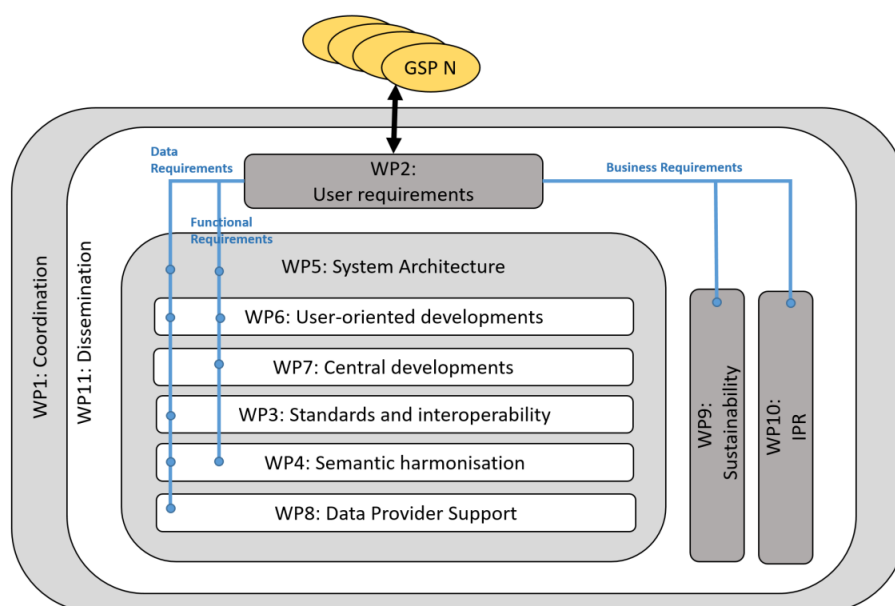 GSP N
Data
Requirements
WP2:
User requirements
Business Requirements
Functional
Requirements
WP5: System Architecture
WP6: User-oriented developments
WP7: Central developments
WP3: Standards and interoperability
WP4: Semantic harmonisation
WP8: Data Provider Support
WP1: Coordination
WP11: Dissemination
WP9:
Sustainability
WP10:
IPR